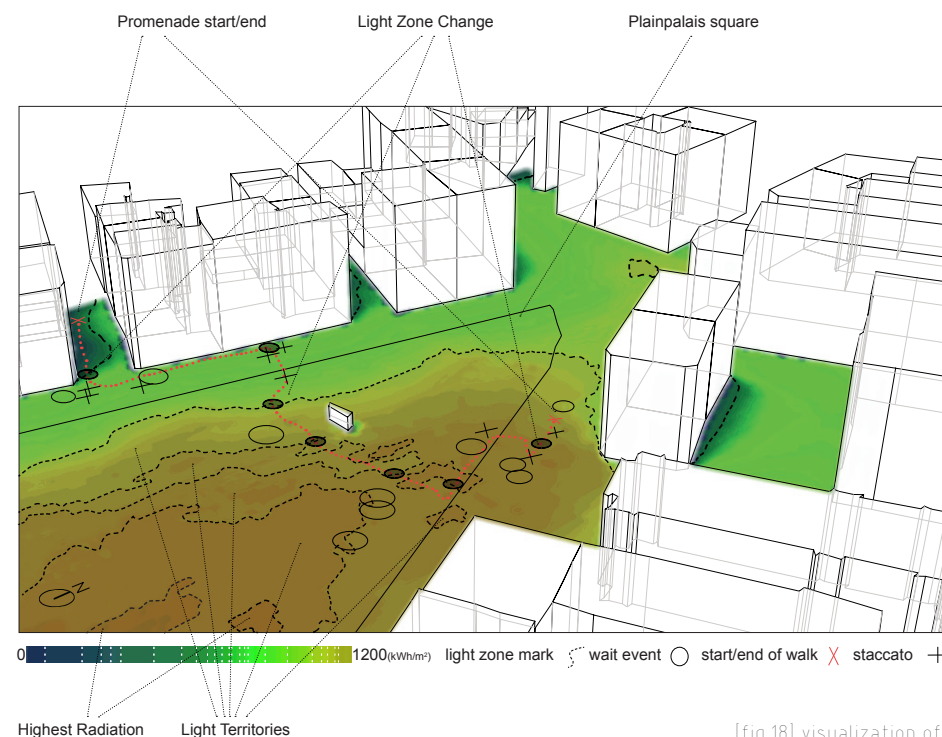 Promenade start/end Light Zone Change Plainpalais square
N
0 1200(kWh/m²) light zone mark wait event start/end of walk staccato
Highest Radiation Light Territories
[fig.18] visualization of